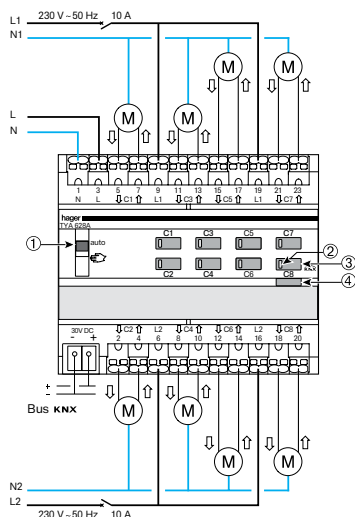 L1 230 V ~ 50 Hz 10 A
N1
M M
M M
L
N
1 3 5 7 9 11 13 15 17 19 21 23
N L C1 L1 C3 C5 L1 C7
hager
TYA 628A
1 auto
C1 C3 C5 C7
2
3
KNX
C2 C4 C6 C8
4
30V DC
- +
C2 L2 C4 C6 L2 C8
2 4 6 8 10 12 14 16 18 20
+
-
Bus KNX
M M
M M
N2
L2
230 V ~ 50 Hz 10 A